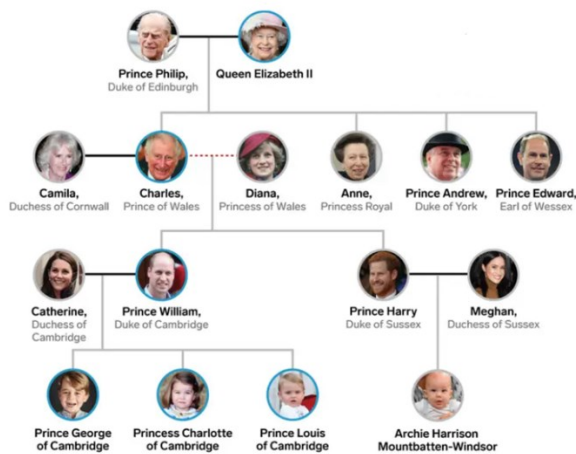 Prince Philip,
Duke of Edinburgh
Queen Elizabeth II
Camila,
Duchess of Cornwall
Charles,
Prince of Wales
Diana,
Princess of Wales
Anne,
Princess Royal
Prince Andrew,
Duke of York
Prince Edward,
Earl of Wessex
Catherine,
Duchess of
Cambridge
Prince William,
Duke of Cambridge
Prince Harry
Duke of Sussex
Meghan,
Duchess of Sussex
Prince George
of Cambridge
Princess Charlotte
of Cambridge
Prince Louis
of Cambridge
Archie Harrison
Mountbatten-Windsor